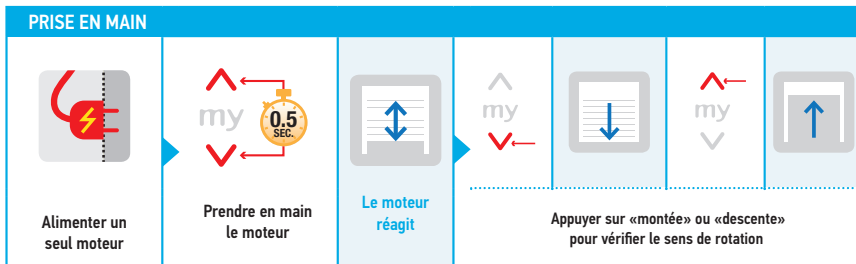 PRISE EN MAIN
my
0.5
SEC.
my
my
Alimenter un
seul moteur
Prendre en main
le moteur
Le moteur
réagit
Appuyer sur «montée» ou «descente»
pour vérifier le sens de rotation